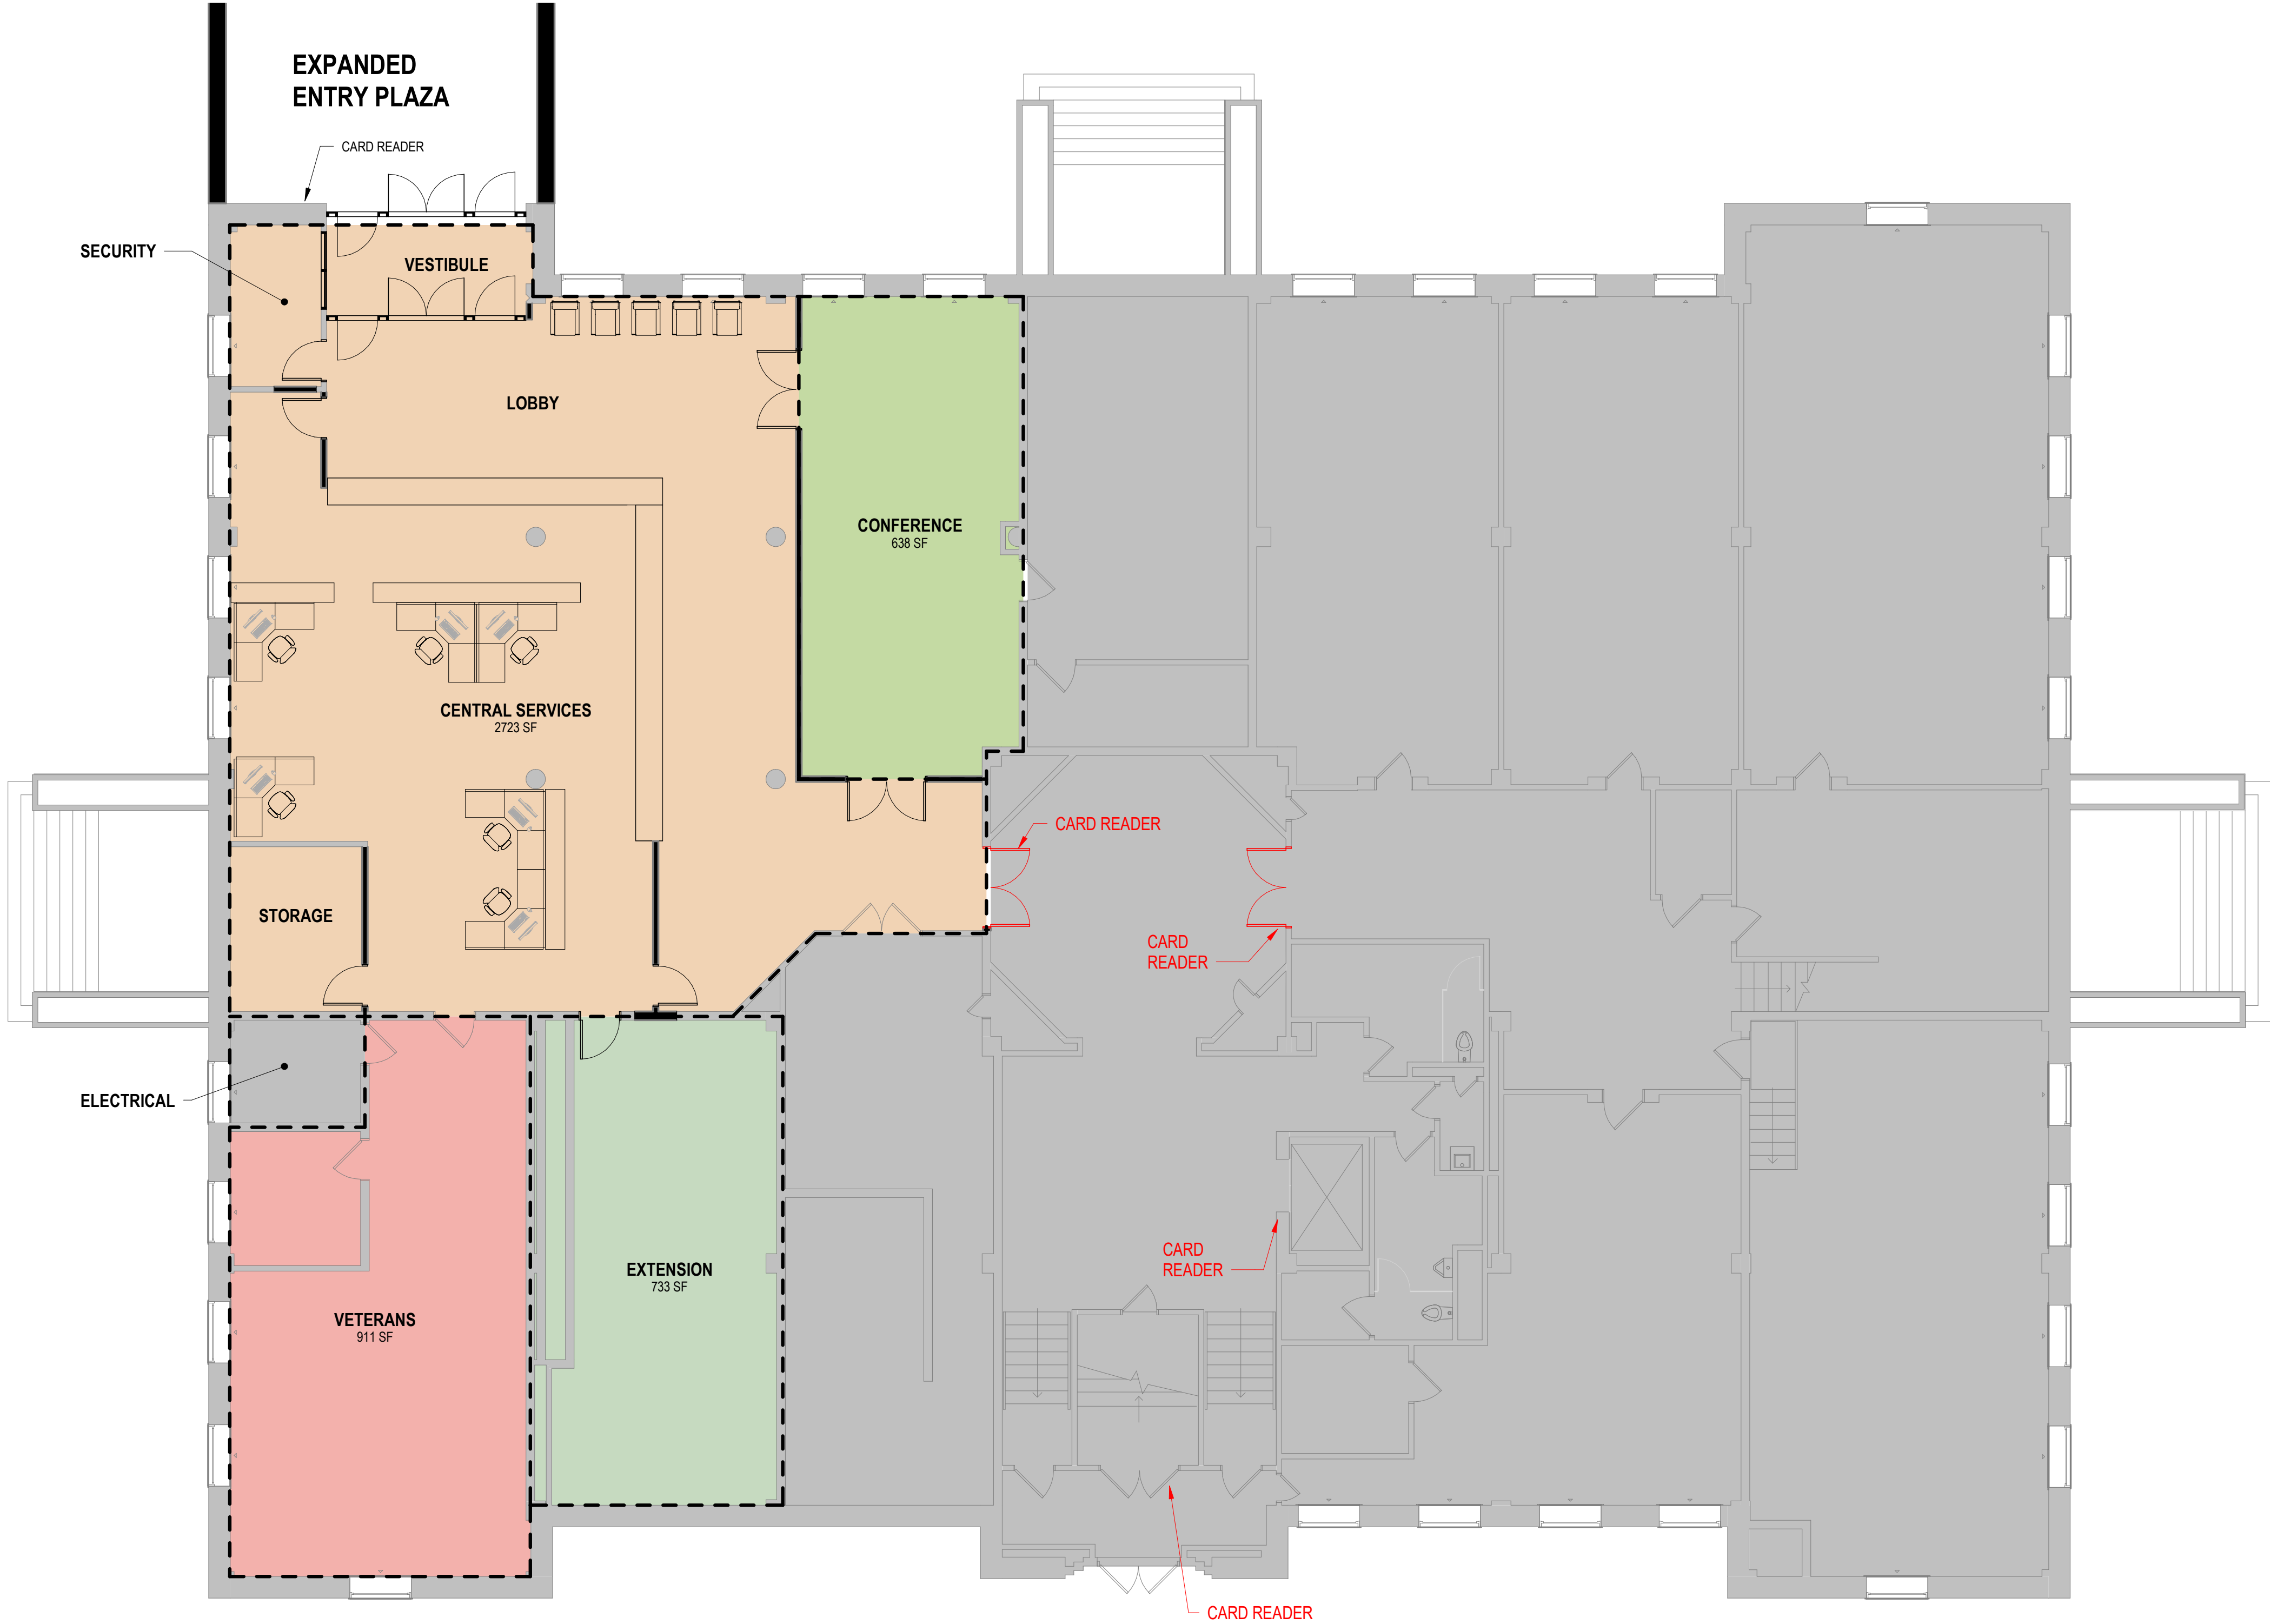 EXPANDED
ENTRY PLAZA
CARD READER
SECURITY
VESTIBULE
LOBBY
CONFERENCE
638 SF
CENTRAL SERVICES
2723 SF
CARD READER
STORAGE
CARD
READER
ELECTRICAL
CARD
READER
EXTENSION
733 SF
VETERANS
911 SF
CARD READER